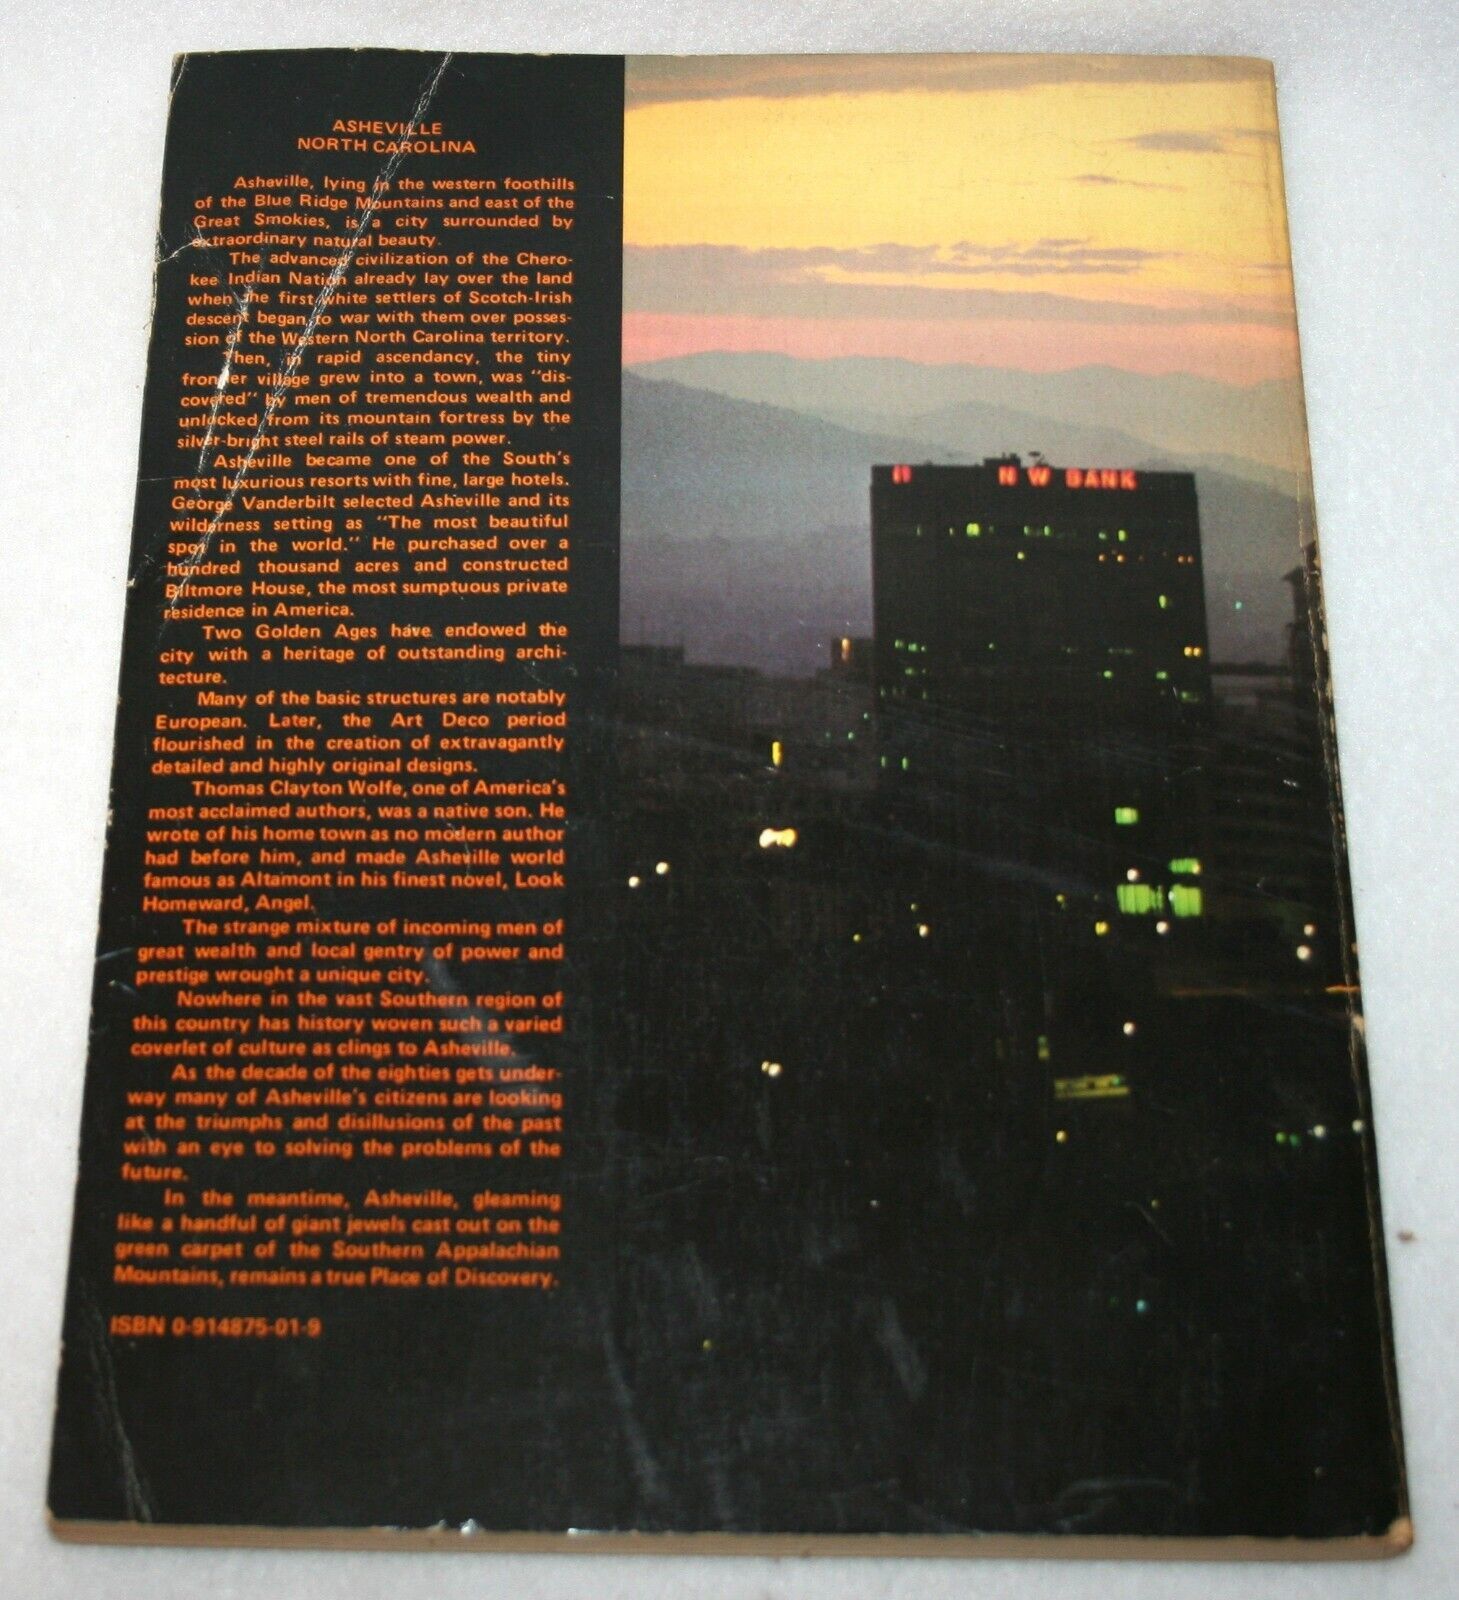 ASHEVILLE
NORTH CAROLINA
Asheville, lying in the western foothills
of the Blue Ridge Mountains and east of the
Great Smokies, is a city surrounded by
extraordinary natural beauty.
The advanced civilization of the Chero-
kee Indian Nation already lay over the land
when the first white settlers of Scotch-Irish
descent began to war with them over posses-
sion of the Western North Carolina territory.
Then, in rapid ascendancy, the tiny
frontier village grew into a town, was "dis-
covered" by men of tremendous wealth and
unlocked from its mountain fortress by the
silver-bright steel rails of steam power.
Asheville became one of the South's
most luxurious resorts with fine, large hotels.
George Vanderbilt selected Asheville and its
wilderness setting as "The most beautiful
spot in the world." He purchased over a
hundred thousand acres and constructed
Biltmore House, the most sumptuous private
residence in America.
Two Golden Ages have endowed the
city with a heritage of outstanding archi-
tecture.
Many of the basic structures are notably
European. Later, the Art Deco period
flourished in the creation of extravagantly
detailed and highly original designs.
Thomas Clayton Wolfe, one of America's
most acclaimed authors, was a native son. He
wrote of his home town as no modern author
had before him, and made Asheville world
famous as Altamont in his finest novel, Look
Homeward, Angel.
The strange mixture of incoming men of
great wealth and local gentry of power and
prestige wrought a unique city.
Nowhere in the vast Southern region of
this country has history woven such a varied
coverlet of culture as clings to Asheville.
As the decade of the eighties gets under-
way many of Asheville's citizens are looking
at the triumphs and disillusions of the past
with an eye to solving the problems of the
future.
In the meantime, Asheville, gleaming
like a handful of giant jewels cast out on the
green carpet of the Southern Appalachian
Mountains, remains a true Place of Discovery.
ISBN 0-914875-01-9
N W BANK